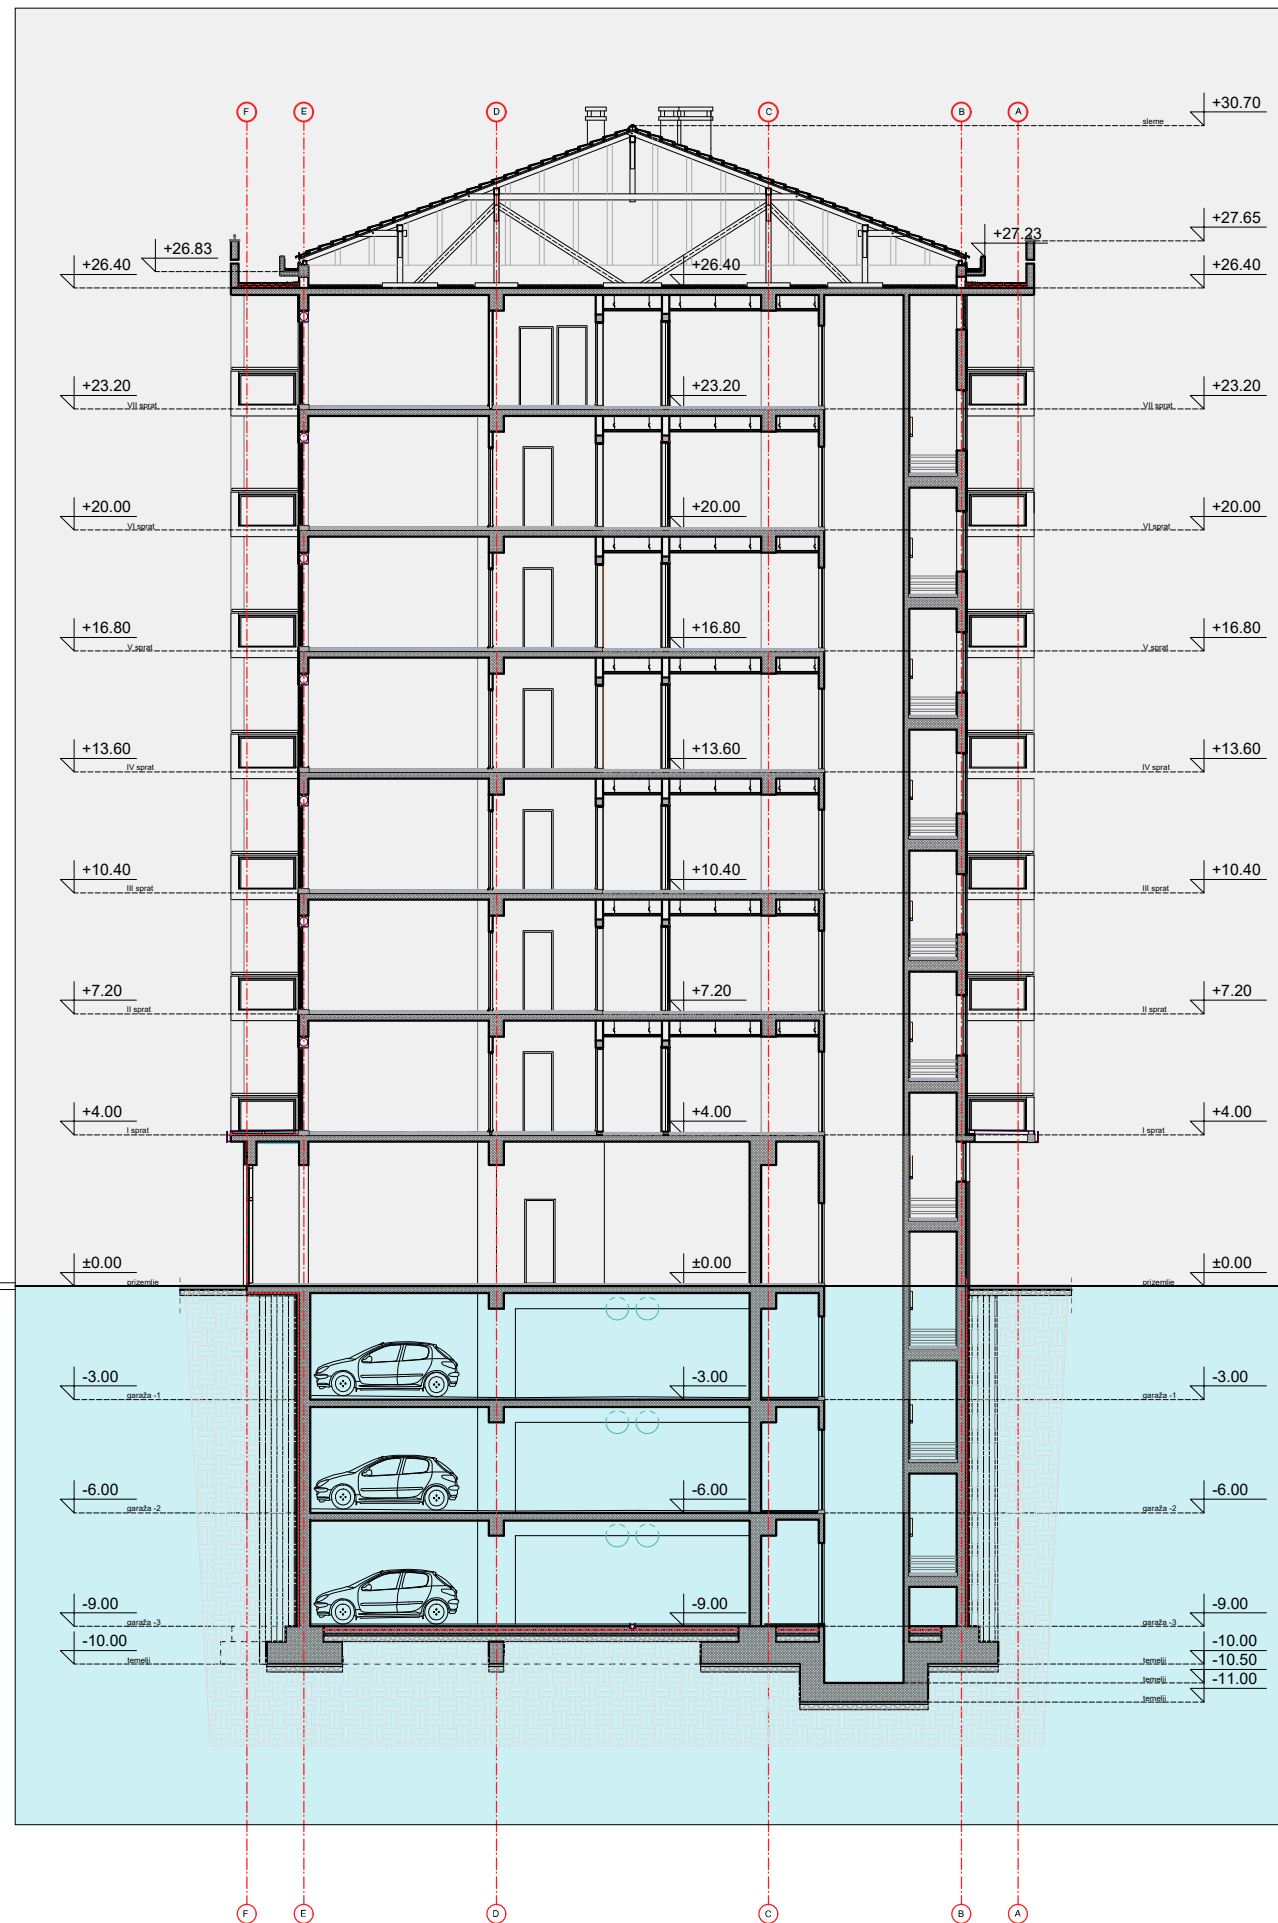 F E D C B A
+30.70
sleme
+27.65
+27.23
+26.83
+26.40 +26.40 +26.40
+23.20 +23.20 +23.20
VII sprat VII sprat
+20.00 +20.00 +20.00
VI sprat VI sprat
+16.80 +16.80 +16.80
V sprat V sprat
+13.60 +13.60 +13.60
IV sprat IV sprat
+10.40 +10.40 +10.40
III sprat III sprat
+7.20 +7.20 +7.20
II sprat II sprat
+4.00 +4.00 +4.00
I sprat I sprat
±0.00 ±0.00 ±0.00
prizemlje prizemlje
-3.00 -3.00 -3.00
garaža -1 garaža -1
-6.00 -6.00 -6.00
garaža -2 garaža -2
-9.00 -9.00 -9.00
garaža -3 garaža -3
-10.00 -10.00
temelji temelji
-10.50
temelji
-11.00
temelji
F E D C B A